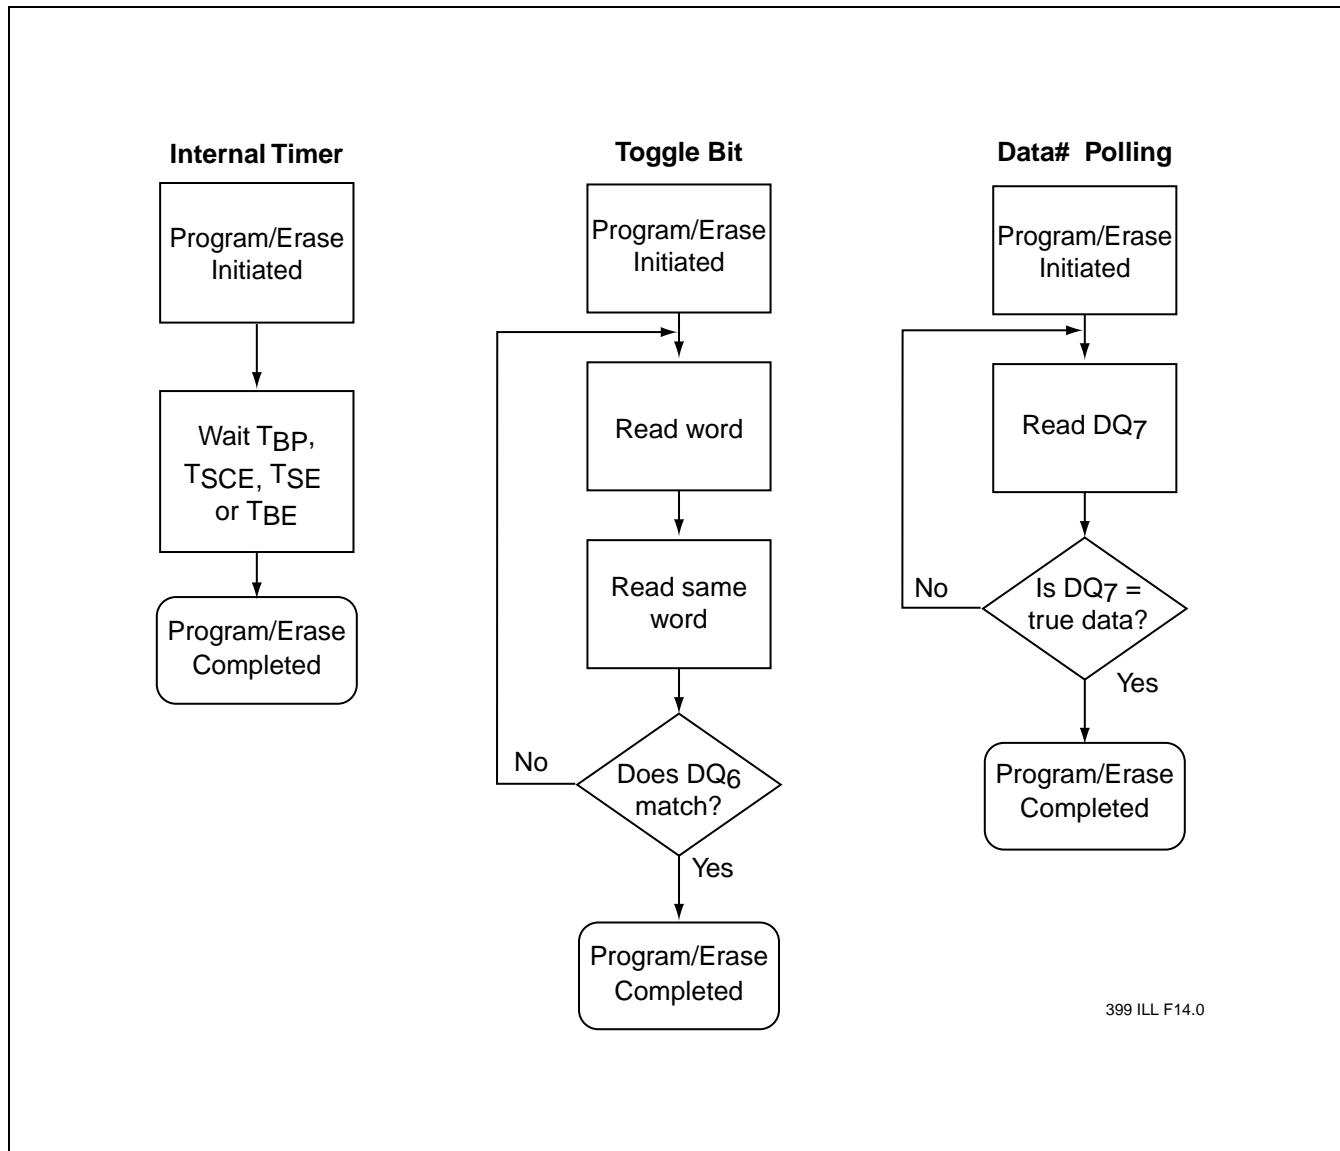 Internal Timer
Program/Erase
Initiated
Wait TBP,
TSCE, TSE
or TBE
Program/Erase
Completed
Toggle Bit
Program/Erase
Initiated
Read word
Read same
word
Does DQ6
match?
No
Yes
Program/Erase
Completed
Data# Polling
Program/Erase
Initiated
Read DQ7
Is DQ7 =
true data?
No
Yes
Program/Erase
Completed
399 ILL F14.0